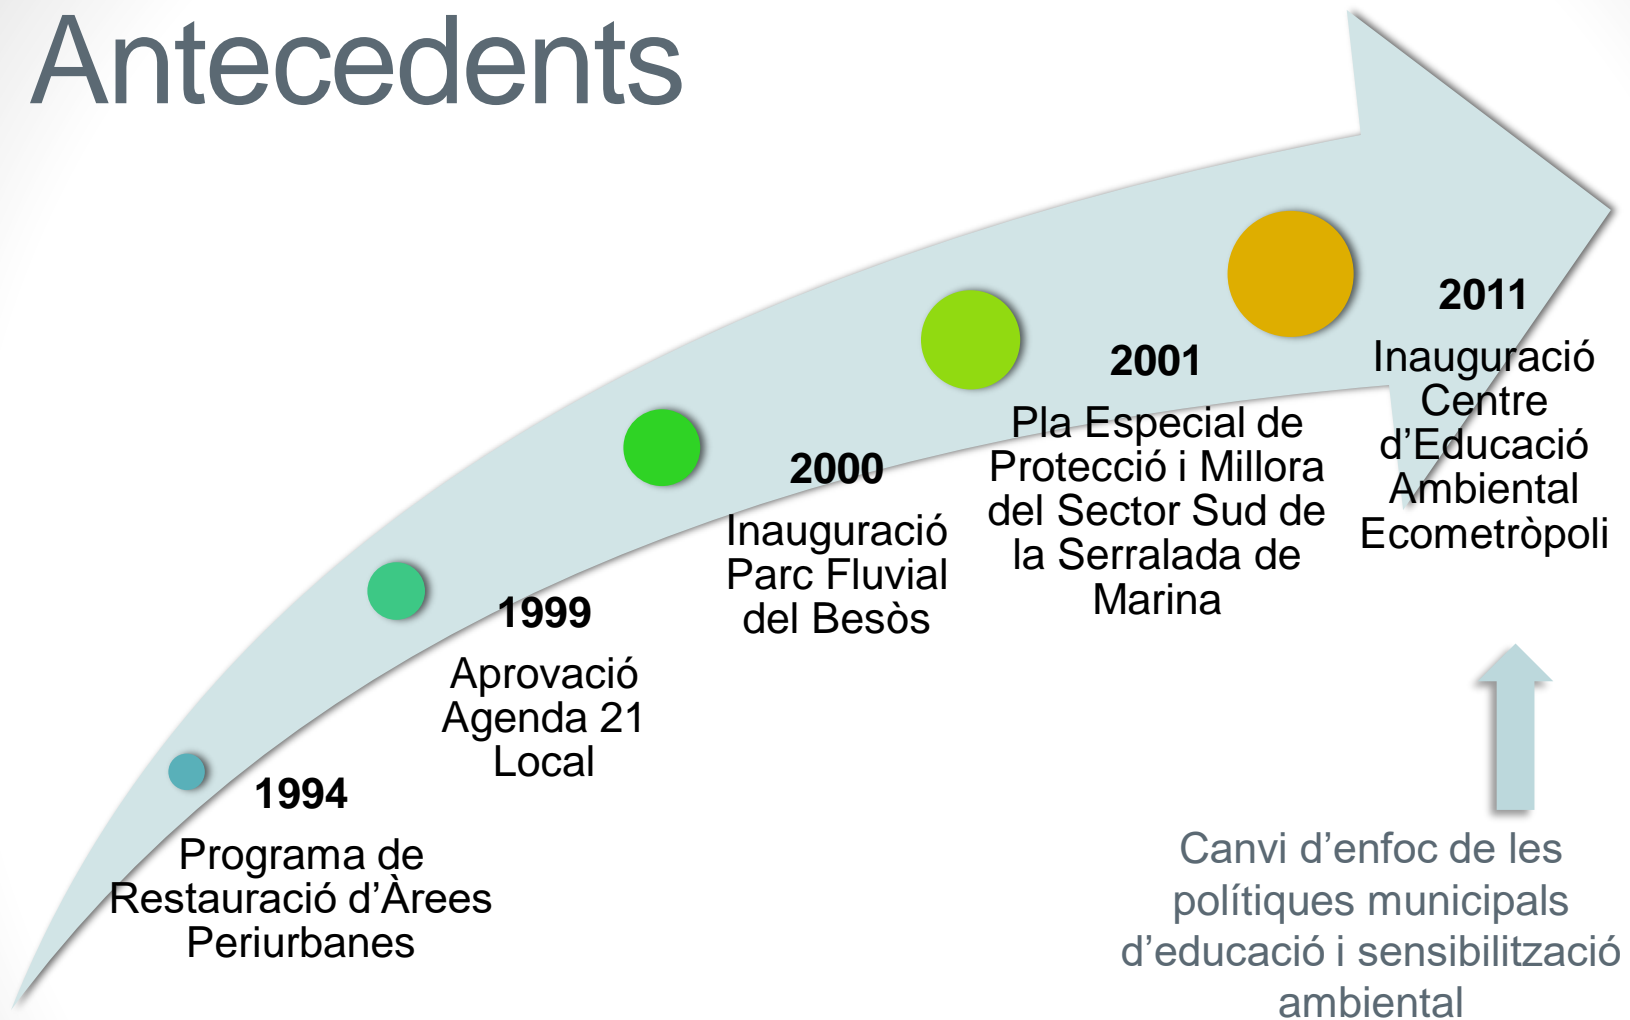 Antecedents
1994
Programa de
Restauració d’Àrees
Periurbanes
1999
Aprovació
Agenda 21
Local
2000
Inauguració
Parc Fluvial
del Besòs
2001
Pla Especial de
Protecció i Millora
del Sector Sud de
la Serralada de
Marina
2011
Inauguració
Centre
d’Educació
Ambiental
Ecometròpoli
Canvi d’enfoc de les
polítiques municipals
d’educació i sensibilització
ambiental